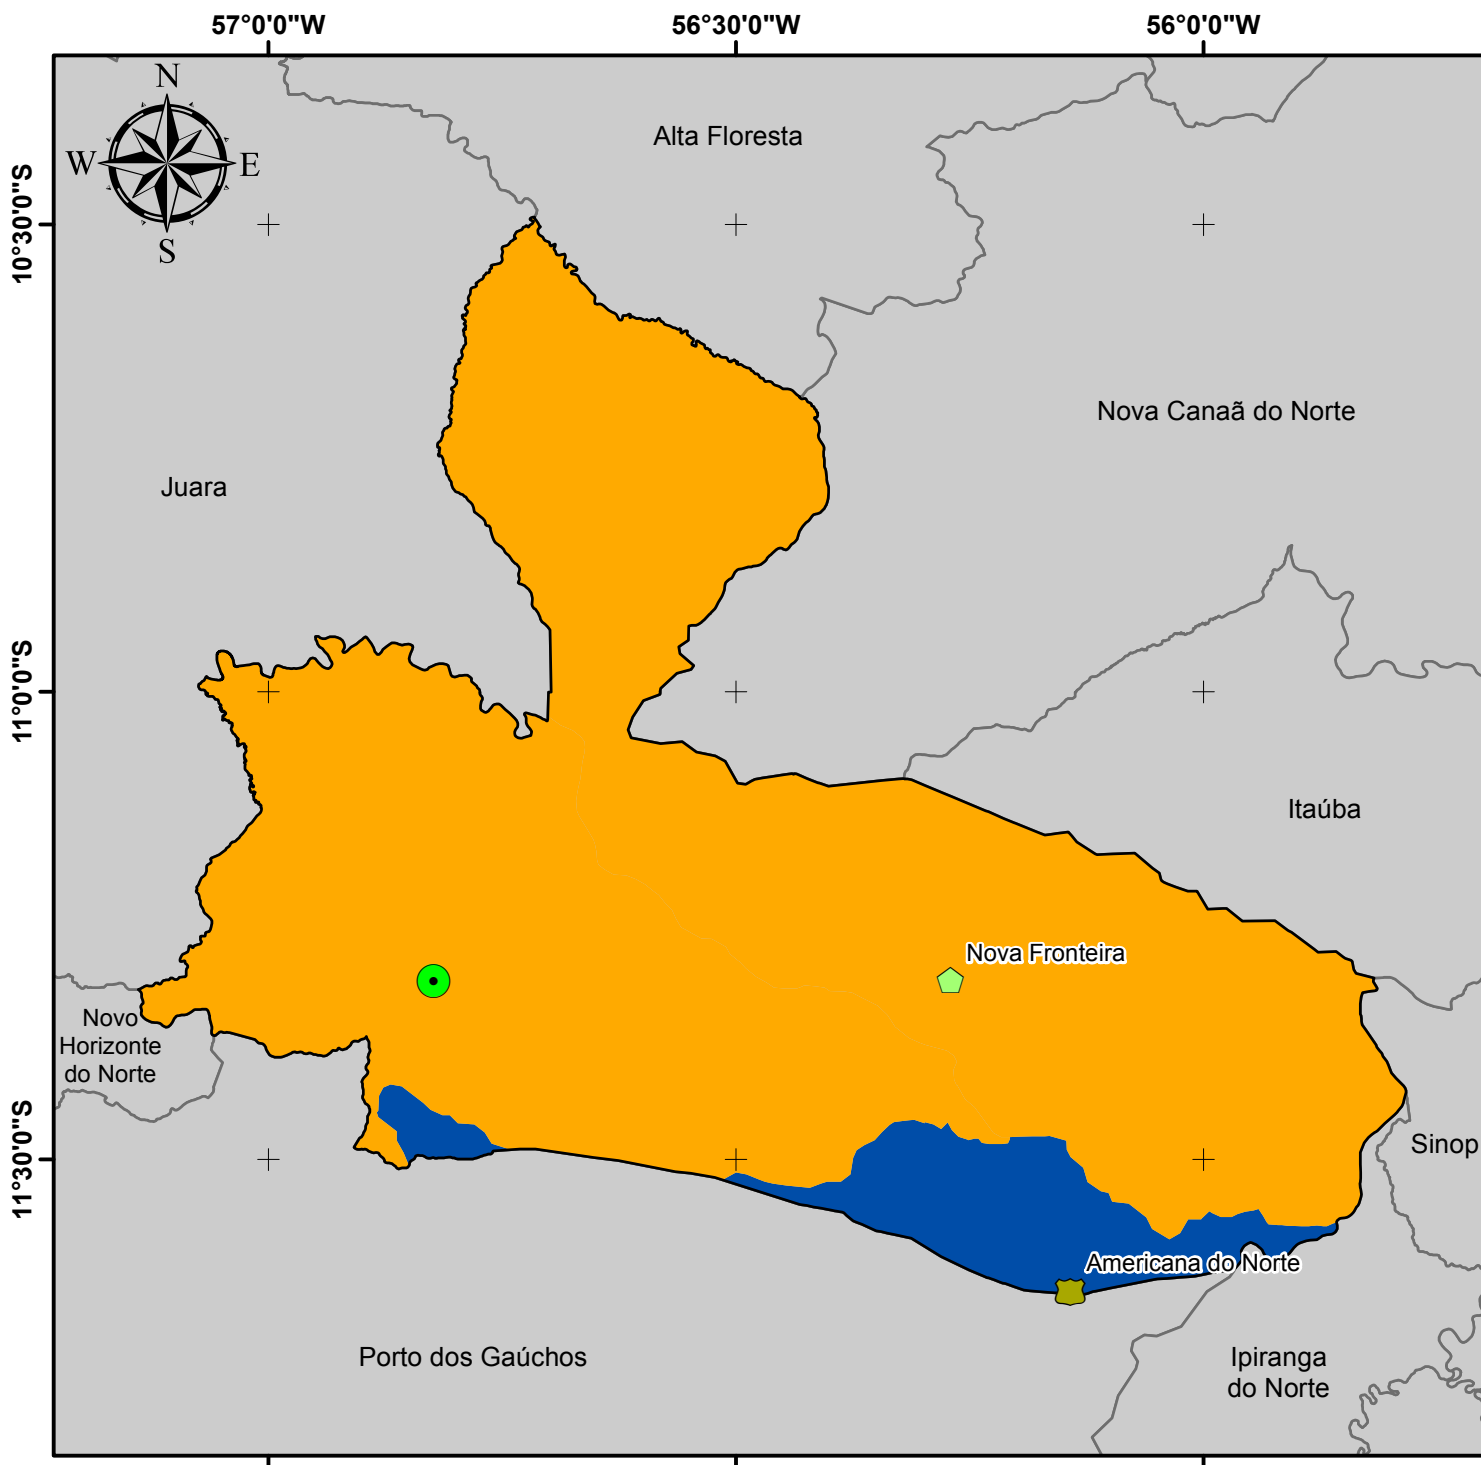 57°0'0"W
56°30'0"W
56°0'0"W
N
W
E
S
10°30'0"S
11°0'0"S
11°30'0"S
Alta Floresta
Nova Canaã do Norte
Juara
Itaúba
Nova Fronteira
Novo
Horizonte
do Norte
Sinop
Americana do Norte
Porto dos Gaúchos
Ipiranga
do Norte